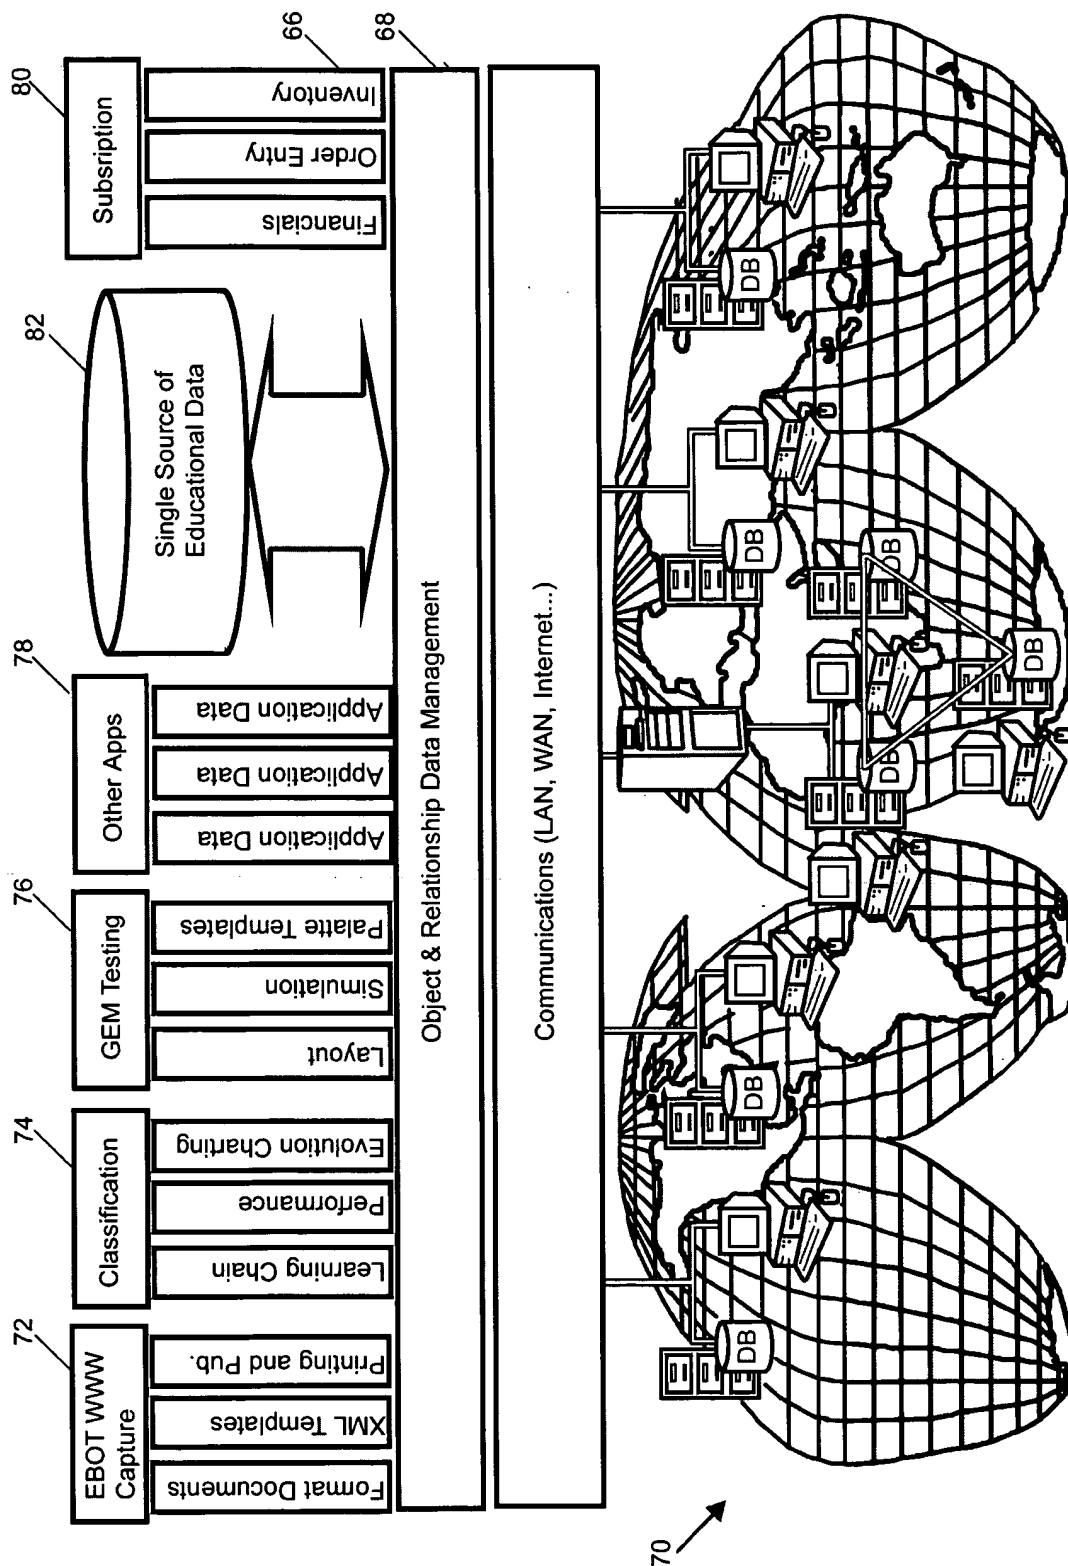 72
74
76
78
82
80
EBOT WWW
Capture
Classification
GEM Testing
Other Apps
Single Source of
Educational Data
Subsription
Format Documents
XML Templates
Printing and Pub.
Learning Chain
Performance
Evolution Charting
Layout
Simulation
Palatte Templates
Application Data
Application Data
Application Data
Financials
Order Entry
Inventory
66
Object & Relationship Data Management
68
Communications (LAN, WAN, Internet...)
DB
DB
DB
DB
DB
DB
DB
70